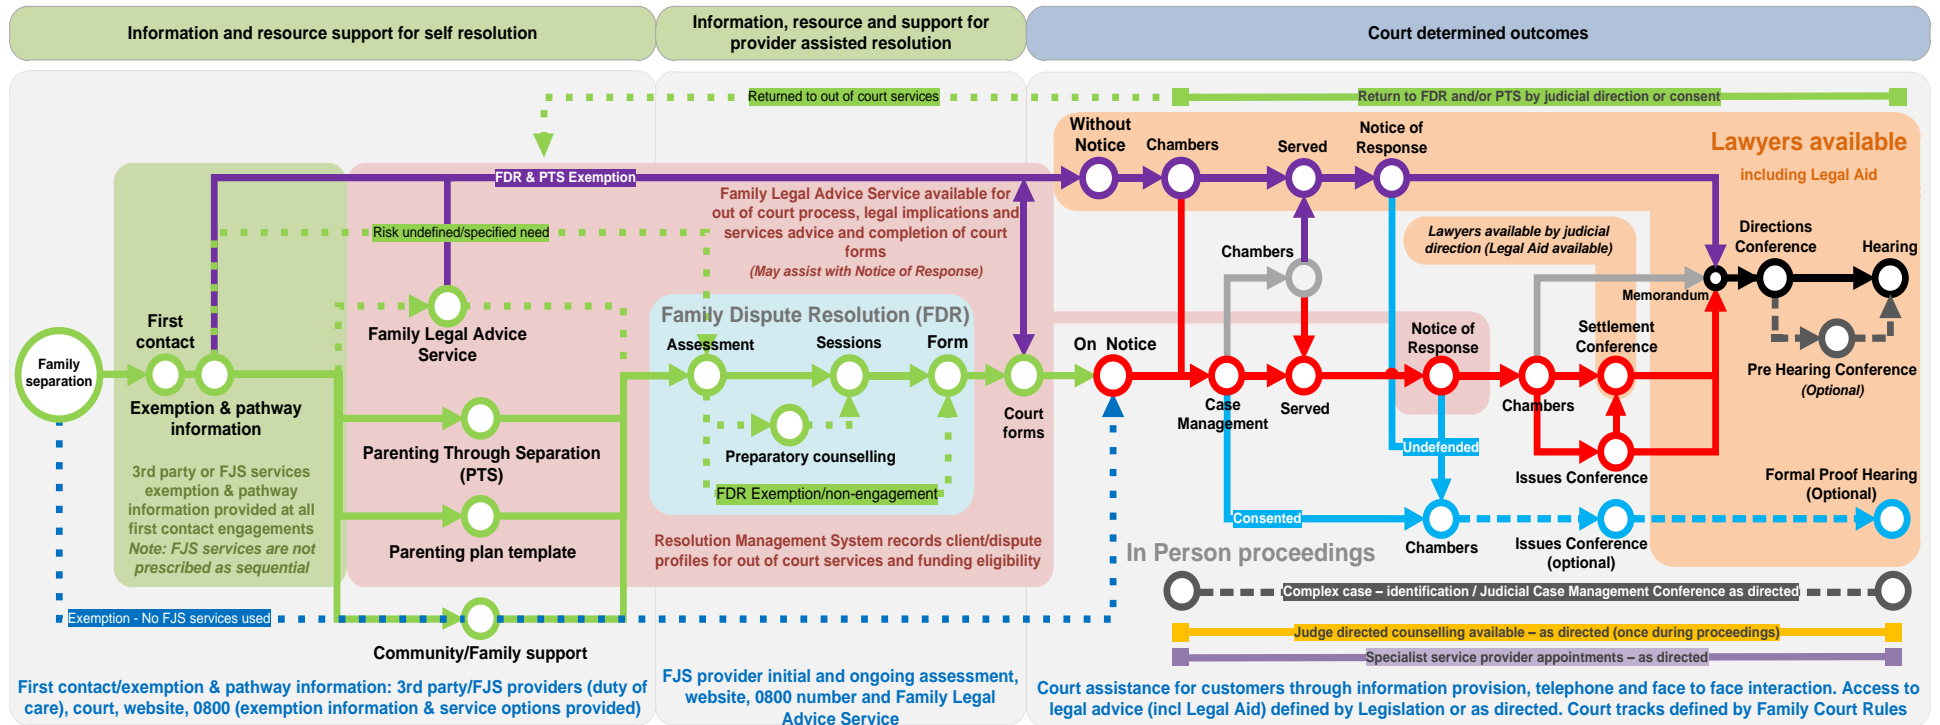 Information and resource support for self resolution
Information, resource and support for
provider assisted resolution
Court determined outcomes
Returned to out of court services
Return to FDR and/or PTS by judicial direction or consent
Without
Notice
Chambers
Served
Notice of
Response
Lawyers available
including Legal Aid
FDR & PTS Exemption
Family Legal Advice Service available for
out of court process, legal implications and
services advice and completion of court
forms
(May assist with Notice of Response)
Risk undefined/specified need
Lawyers available by judicial
direction (Legal Aid available)
Chambers
Directions
Conference
Hearing
Memorandum
Family Legal Advice
Service
Family Dispute Resolution (FDR)
Assessment
Sessions
Form
First
contact
Family
separation
Exemption & pathway
information
On Notice
Notice of
Response
Settlement
Conference
Pre Hearing Conference
(Optional)
Court
forms
Case
Management
Served
Chambers
Parenting Through Separation
(PTS)
Preparatory counselling
FDR Exemption/non-engagement
Undefended
Issues Conference
Formal Proof Hearing
(Optional)
3rd party or FJS services
exemption & pathway
information provided at all
first contact engagements
Note: FJS services are not
prescribed as sequential
Parenting plan template
Resolution Management System records client/dispute
profiles for out of court services and funding eligibility
Consented
Chambers
Issues Conference
(optional)
In Person proceedings
Complex case – identification / Judicial Case Management Conference as directed
Exemption - No FJS services used
Judge directed counselling available – as directed (once during proceedings)
Community/Family support
Specialist service provider appointments – as directed
First contact/exemption & pathway information: 3rd party/FJS providers (duty of
care), court, website, 0800 (exemption information & service options provided)
FJS provider initial and ongoing assessment,
website, 0800 number and Family Legal
Advice Service
Court assistance for customers through information provision, telephone and face to face interaction. Access to
legal advice (incl Legal Aid) defined by Legislation or as directed. Court tracks defined by Family Court Rules